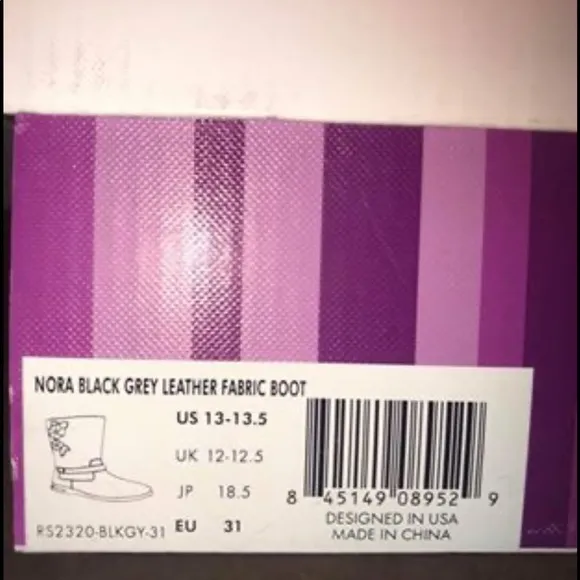 NORA BLACK GREY LEATHER FABRIC BOOT
US 13-13.5
UK 12-12.5
JP 18.5
RS2320-BLKGY-31 EU 31
8 45149 08952 9
DESIGNED IN USA
MADE IN CHINA